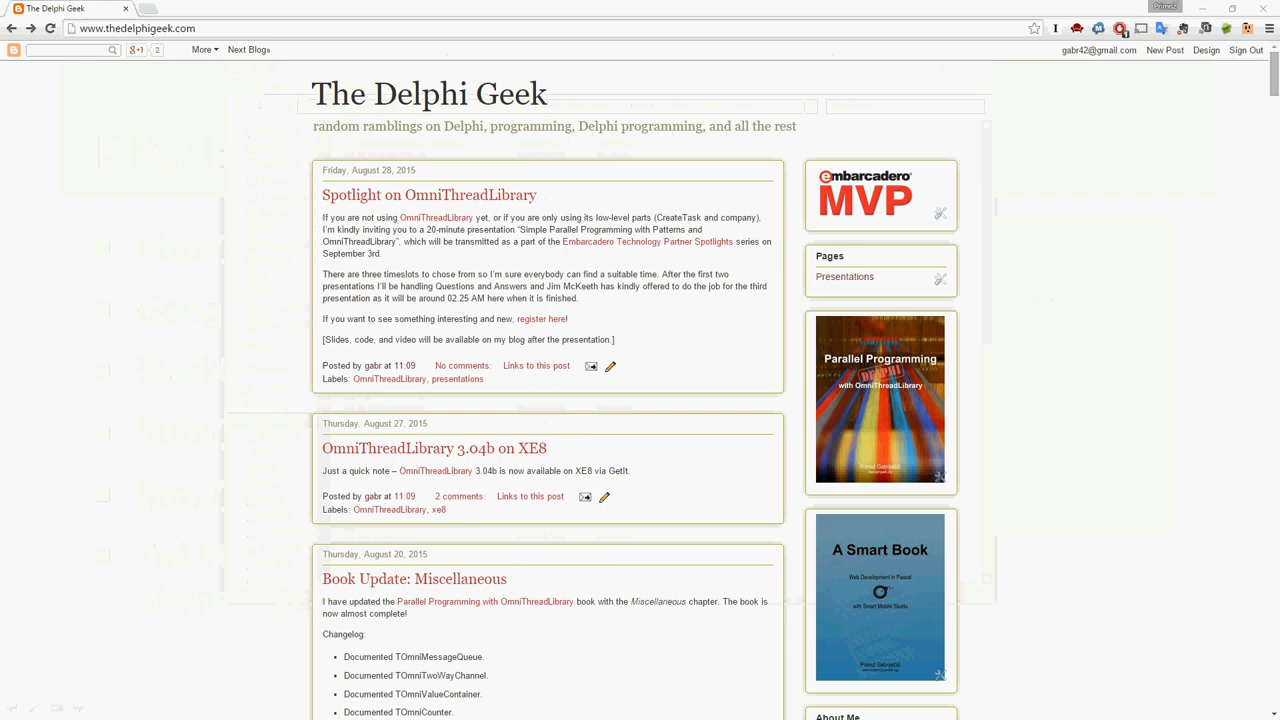 The Delphi Geek
Primož
www.thedelphigeek.com
g+1 2 More Next Blog» gabr42@gmail.com New Post Design Sign Out
The Delphi Geek
random ramblings on Delphi, programming, Delphi programming, and all the rest
Friday, August 28, 2015
Spotlight on OmniThreadLibrary
If you are not using OmniThreadLibrary yet, or if you are only using its low-level parts (CreateTask and company),
I'm kindly inviting you to a 20-minute presentation "Simple Parallel Programming with Patterns and
OmniThreadLibrary", which will be transmitted as a part of the Embarcadero Technology Partner Spotlights series on
September 3rd.
There are three timeslots to chose from so I'm sure everybody can find a suitable time. After the first two
presentations I'll be handling Questions and Answers and Jim McKeeth has kindly offered to do the job for the third
presentation as it will be around 02.25 AM here when it is finished.
If you want to see something interesting and new, register here!
[Slides, code, and video will be available on my blog after the presentation.]
Posted by gabr at 11:09 No comments: Links to this post
Labels: OmniThreadLibrary, presentations
Thursday, August 27, 2015
OmniThreadLibrary 3.04b on XE8
Just a quick note – OmniThreadLibrary 3.04b is now available on XE8 via GetIt.
Posted by gabr at 11:09 2 comments: Links to this post
Labels: OmniThreadLibrary, xe8
Thursday, August 20, 2015
Book Update: Miscellaneous
I have updated the Parallel Programming with OmniThreadLibrary book with the Miscellaneous chapter. The book is
now almost complete!
Changelog:
Documented TOmniMessageQueue.
Documented TOmniTwoWayChannel.
Documented TOmniValueContainer.
Documented TOmniCounter.
embarcadero
MVP
Pages
Presentations
Parallel Programming
DELPHI
with OmniThreadLibrary
A Smart Book
Web Development in Pascal
with Smart Mobile Studio
About Me